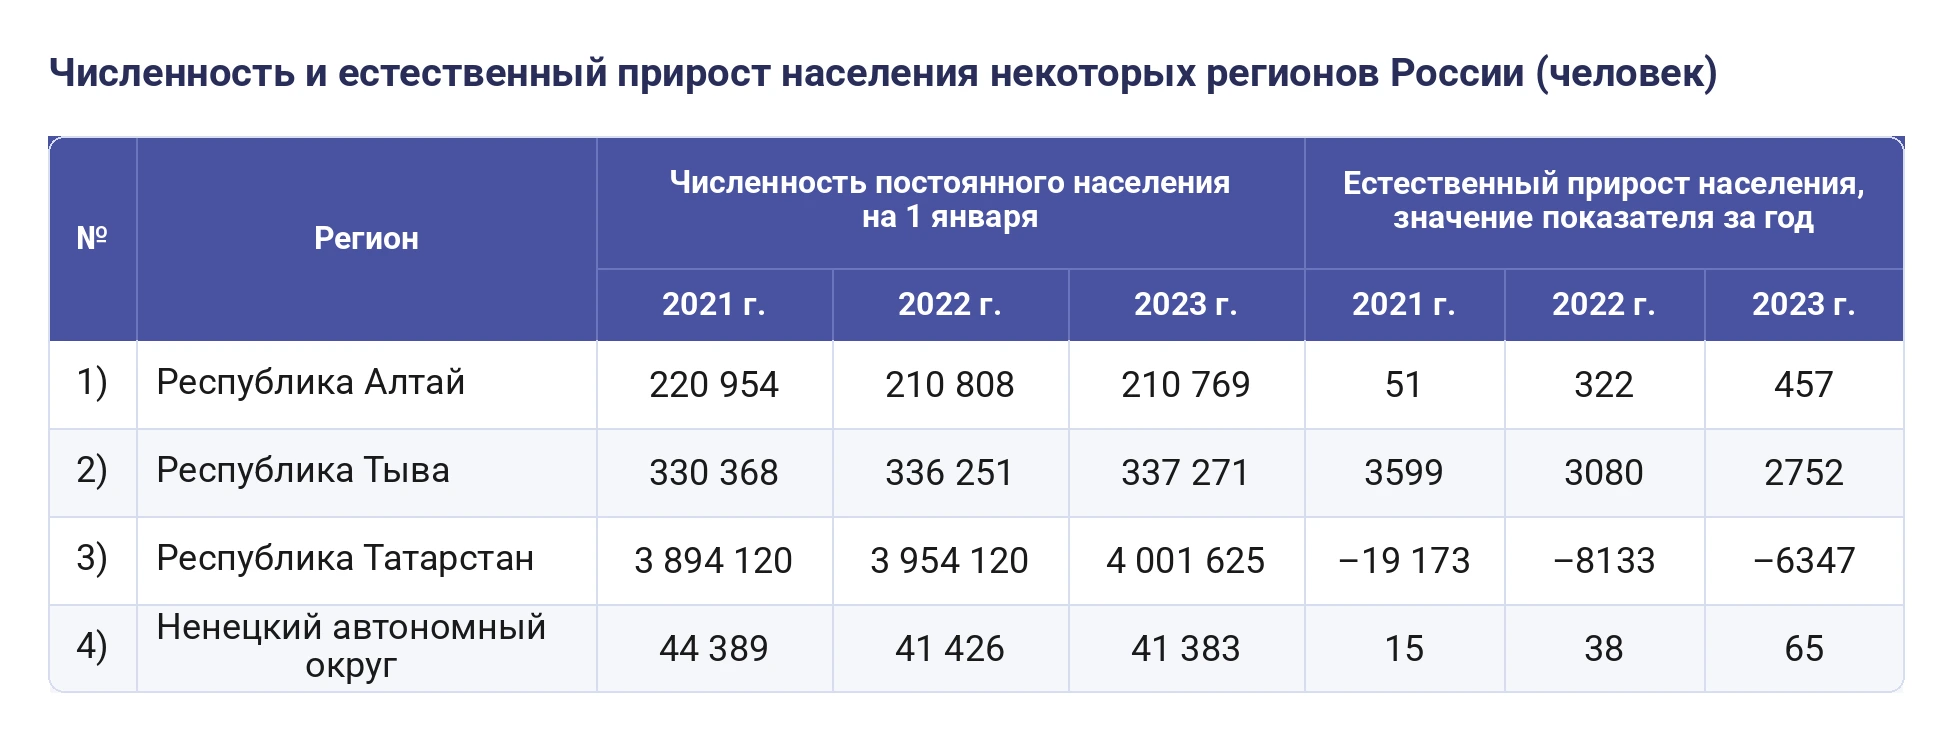 Численность и естественный прирост населения некоторых регионов России (человек)
№
Регион
Численность постоянного населения
на 1 января
Естественный прирост населения,
значение показателя за год
2021 г. 2022 г. 2023 г. 2021 г. 2022 г. 2023 г.
1) Республика Алтай 220 954 210 808 210 769 51 322 457
2) Республика Тыва 330 368 336 251 337 271 3599 3080 2752
3) Республика Татарстан 3 894 120 3 954 120 4 001 625 –19 173 –8133 –6347
4) Ненецкий автономный
округ 44 389 41 426 41 383 15 38 65